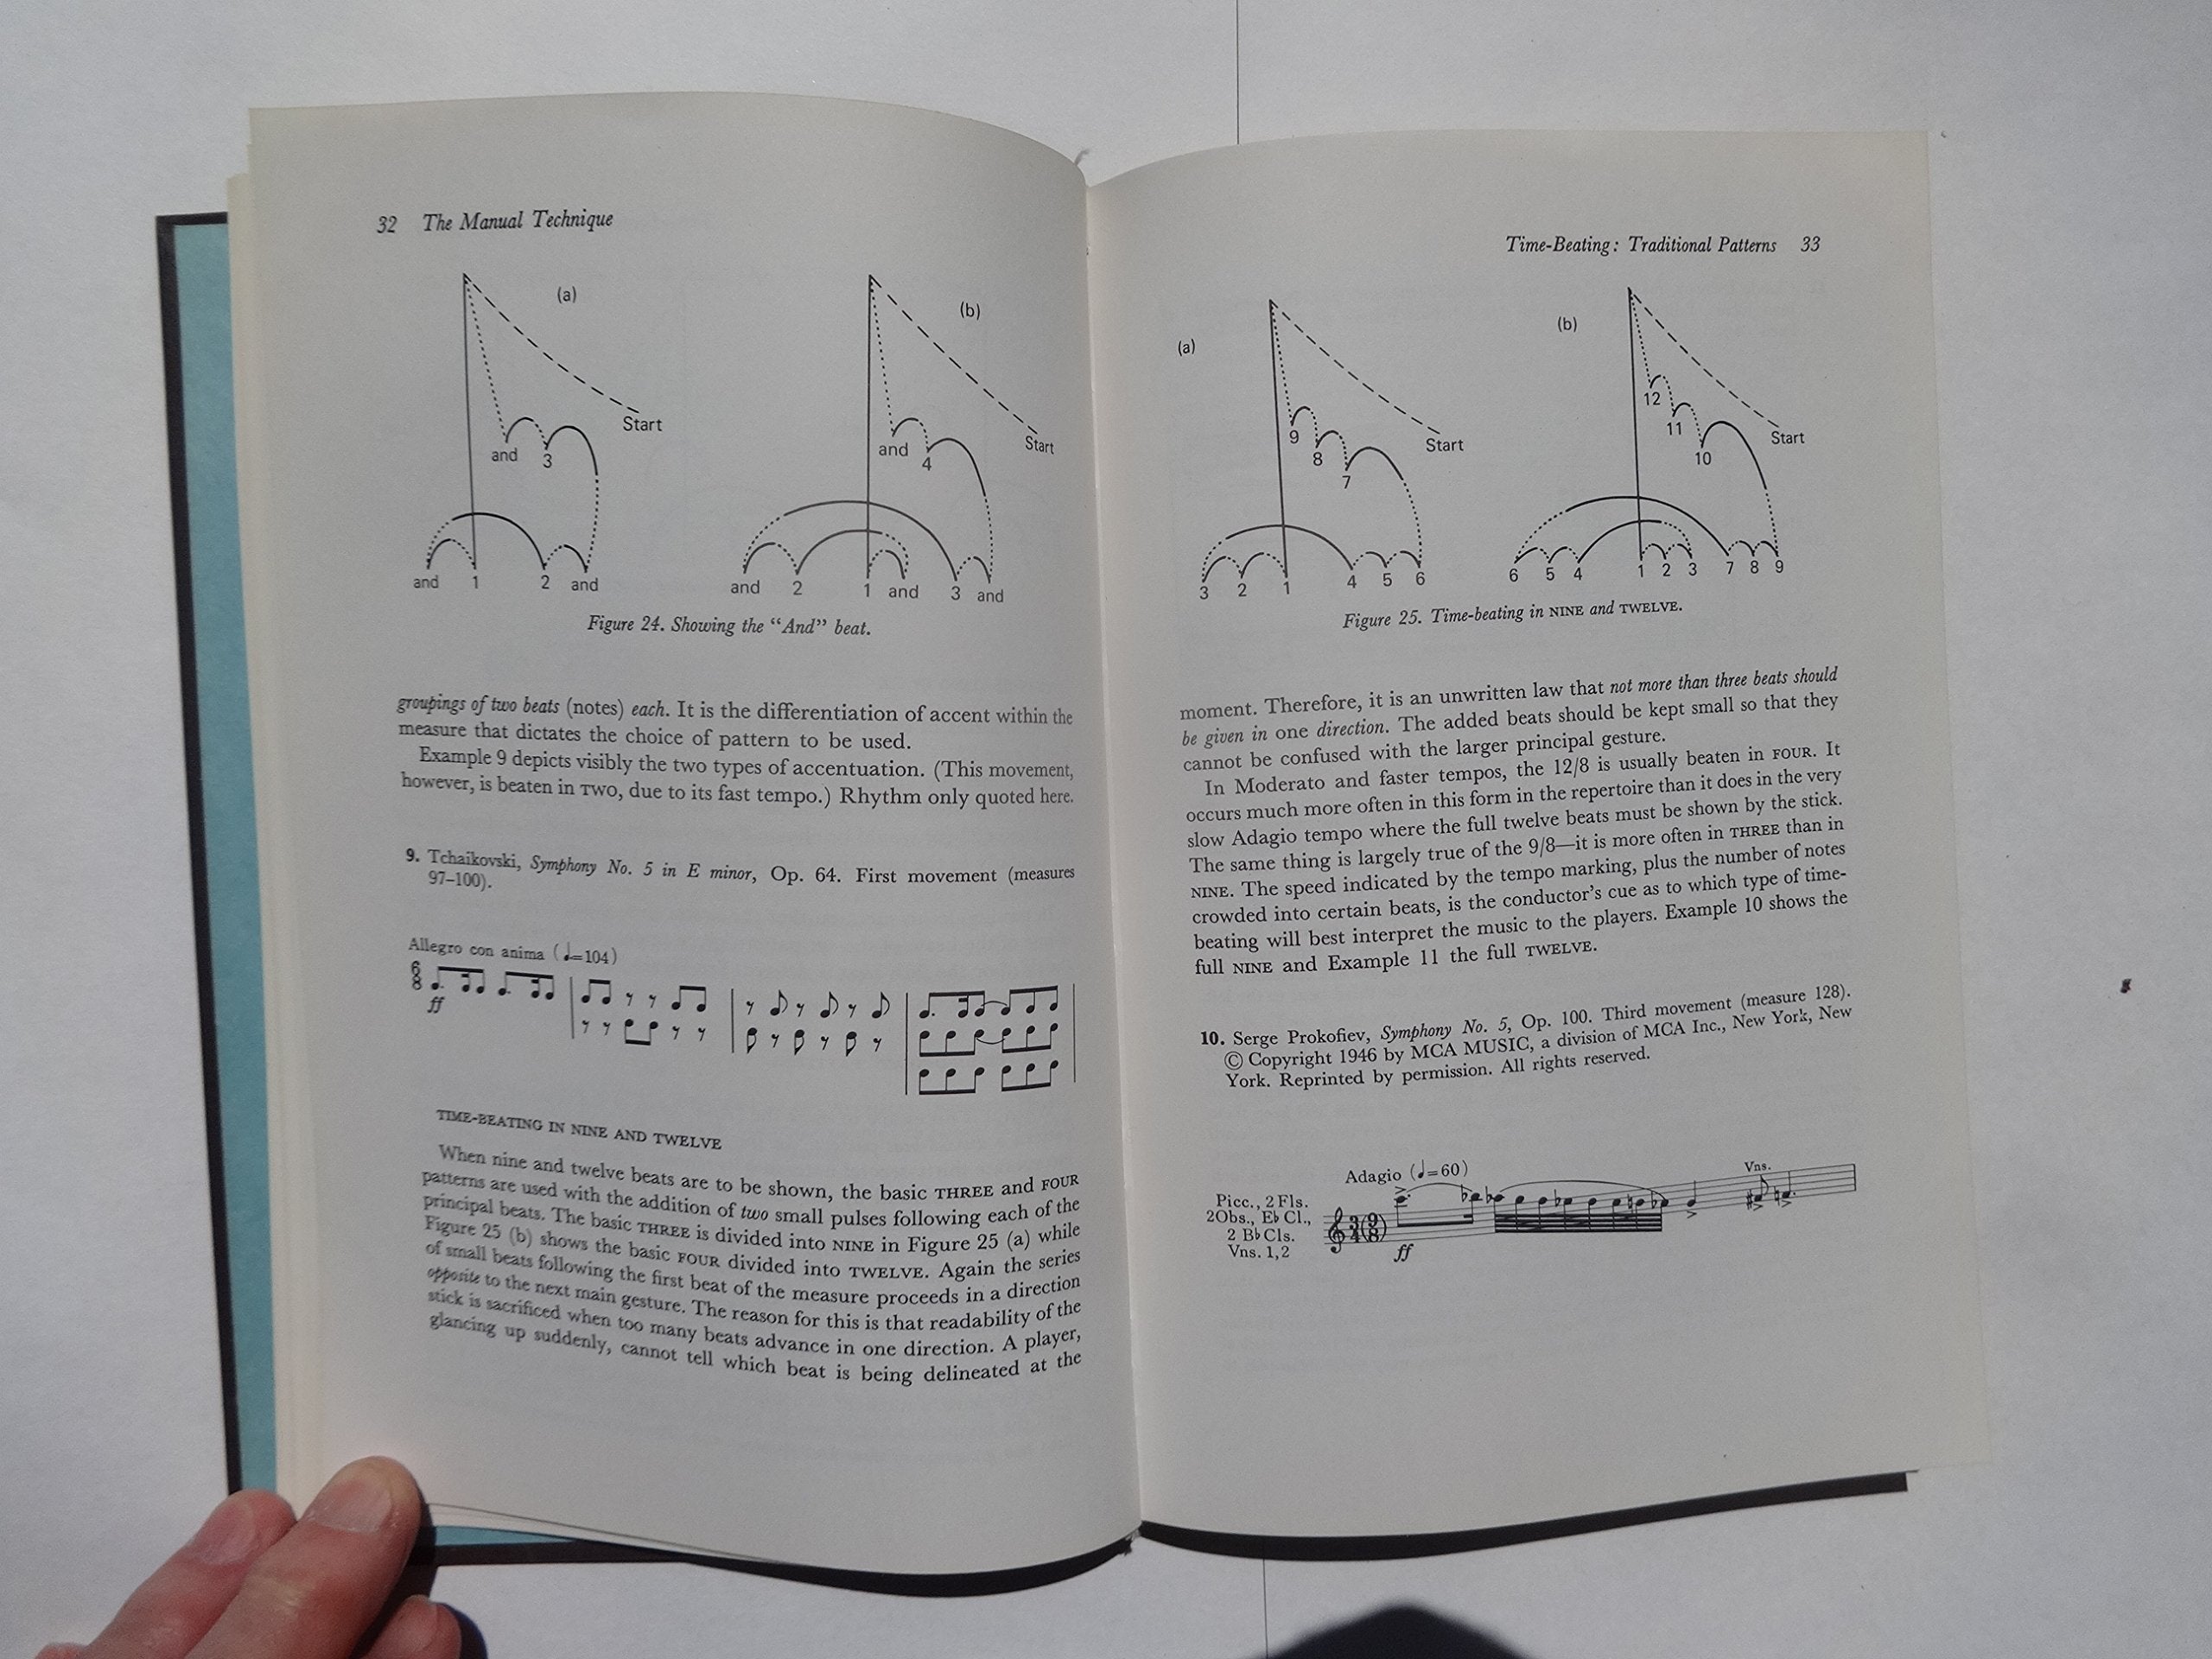 32 The Manual Technique
(a)
Start
and 3
and 1 2 and
(b)
and 4
Start
and 2 1 and 3 and
Figure 24. Showing the “And” beat.
groupings of two beats (notes) each. It is the differentiation of accent within the
measure that dictates the choice of pattern to be used.
Example 9 depicts visibly the two types of accentuation. (This movement,
however, is beaten in TWO, due to its fast tempo.) Rhythm only quoted here.
9. Tchaikovski, Symphony No. 5 in E minor, Op. 64. First movement (measures
97–100).
Allegro con anima (♩.=104)
6
8
ff
TIME-BEATING IN NINE AND TWELVE
When nine and twelve beats are to be shown, the basic THREE and FOUR
patterns are used with the addition of two small pulses following each of the
principal beats. The basic THREE is divided into NINE in Figure 25 (a) while
Figure 25 (b) shows the basic FOUR divided into TWELVE. Again the series
of small beats following the first beat of the measure proceeds in a direction
opposite to the next main gesture. The reason for this is that readability of the
stick is sacrificed when too many beats advance in one direction. A player,
glancing up suddenly, cannot tell which beat is being delineated at the
Time-Beating: Traditional Patterns 33
(a)
9
8
7
Start
3 2 1 4 5 6
(b)
12
11
10
Start
6 5 4 1 2 3 7 8 9
Figure 25. Time-beating in NINE and TWELVE.
moment. Therefore, it is an unwritten law that not more than three beats should
be given in one direction. The added beats should be kept small so that they
cannot be confused with the larger principal gesture.
In Moderato and faster tempos, the 12/8 is usually beaten in FOUR. It
occurs much more often in this form in the repertoire than it does in the very
slow Adagio tempo where the full twelve beats must be shown by the stick.
The same thing is largely true of the 9/8—it is more often in THREE than in
NINE. The speed indicated by the tempo marking, plus the number of notes
crowded into certain beats, is the conductor’s cue as to which type of time-
beating will best interpret the music to the players. Example 10 shows the
full NINE and Example 11 the full TWELVE.
10. Serge Prokofiev, Symphony No. 5, Op. 100. Third movement (measure 128).
© Copyright 1946 by MCA MUSIC, a division of MCA Inc., New York, New
York. Reprinted by permission. All rights reserved.
Adagio (♩=60)
Vns.
Picc., 2 Fls.
2Obs., E♭ Cl.,
2 B♭ Cls.
Vns. 1,2
3 (9
4 8)
ff